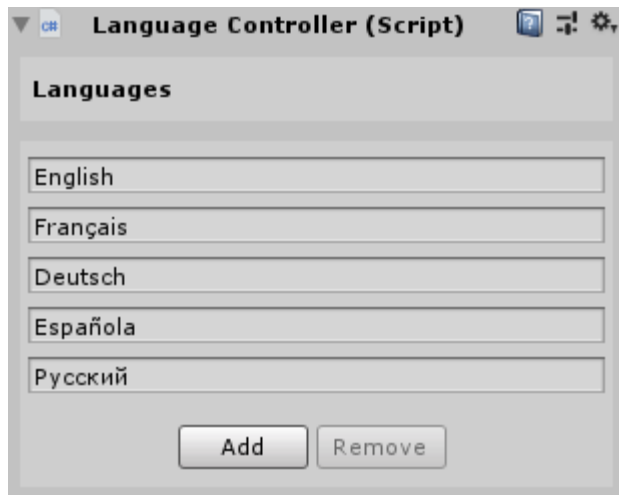 C# Language Controller (Script)
Languages
English
Français
Deutsch
Española
Русский
Add Remove